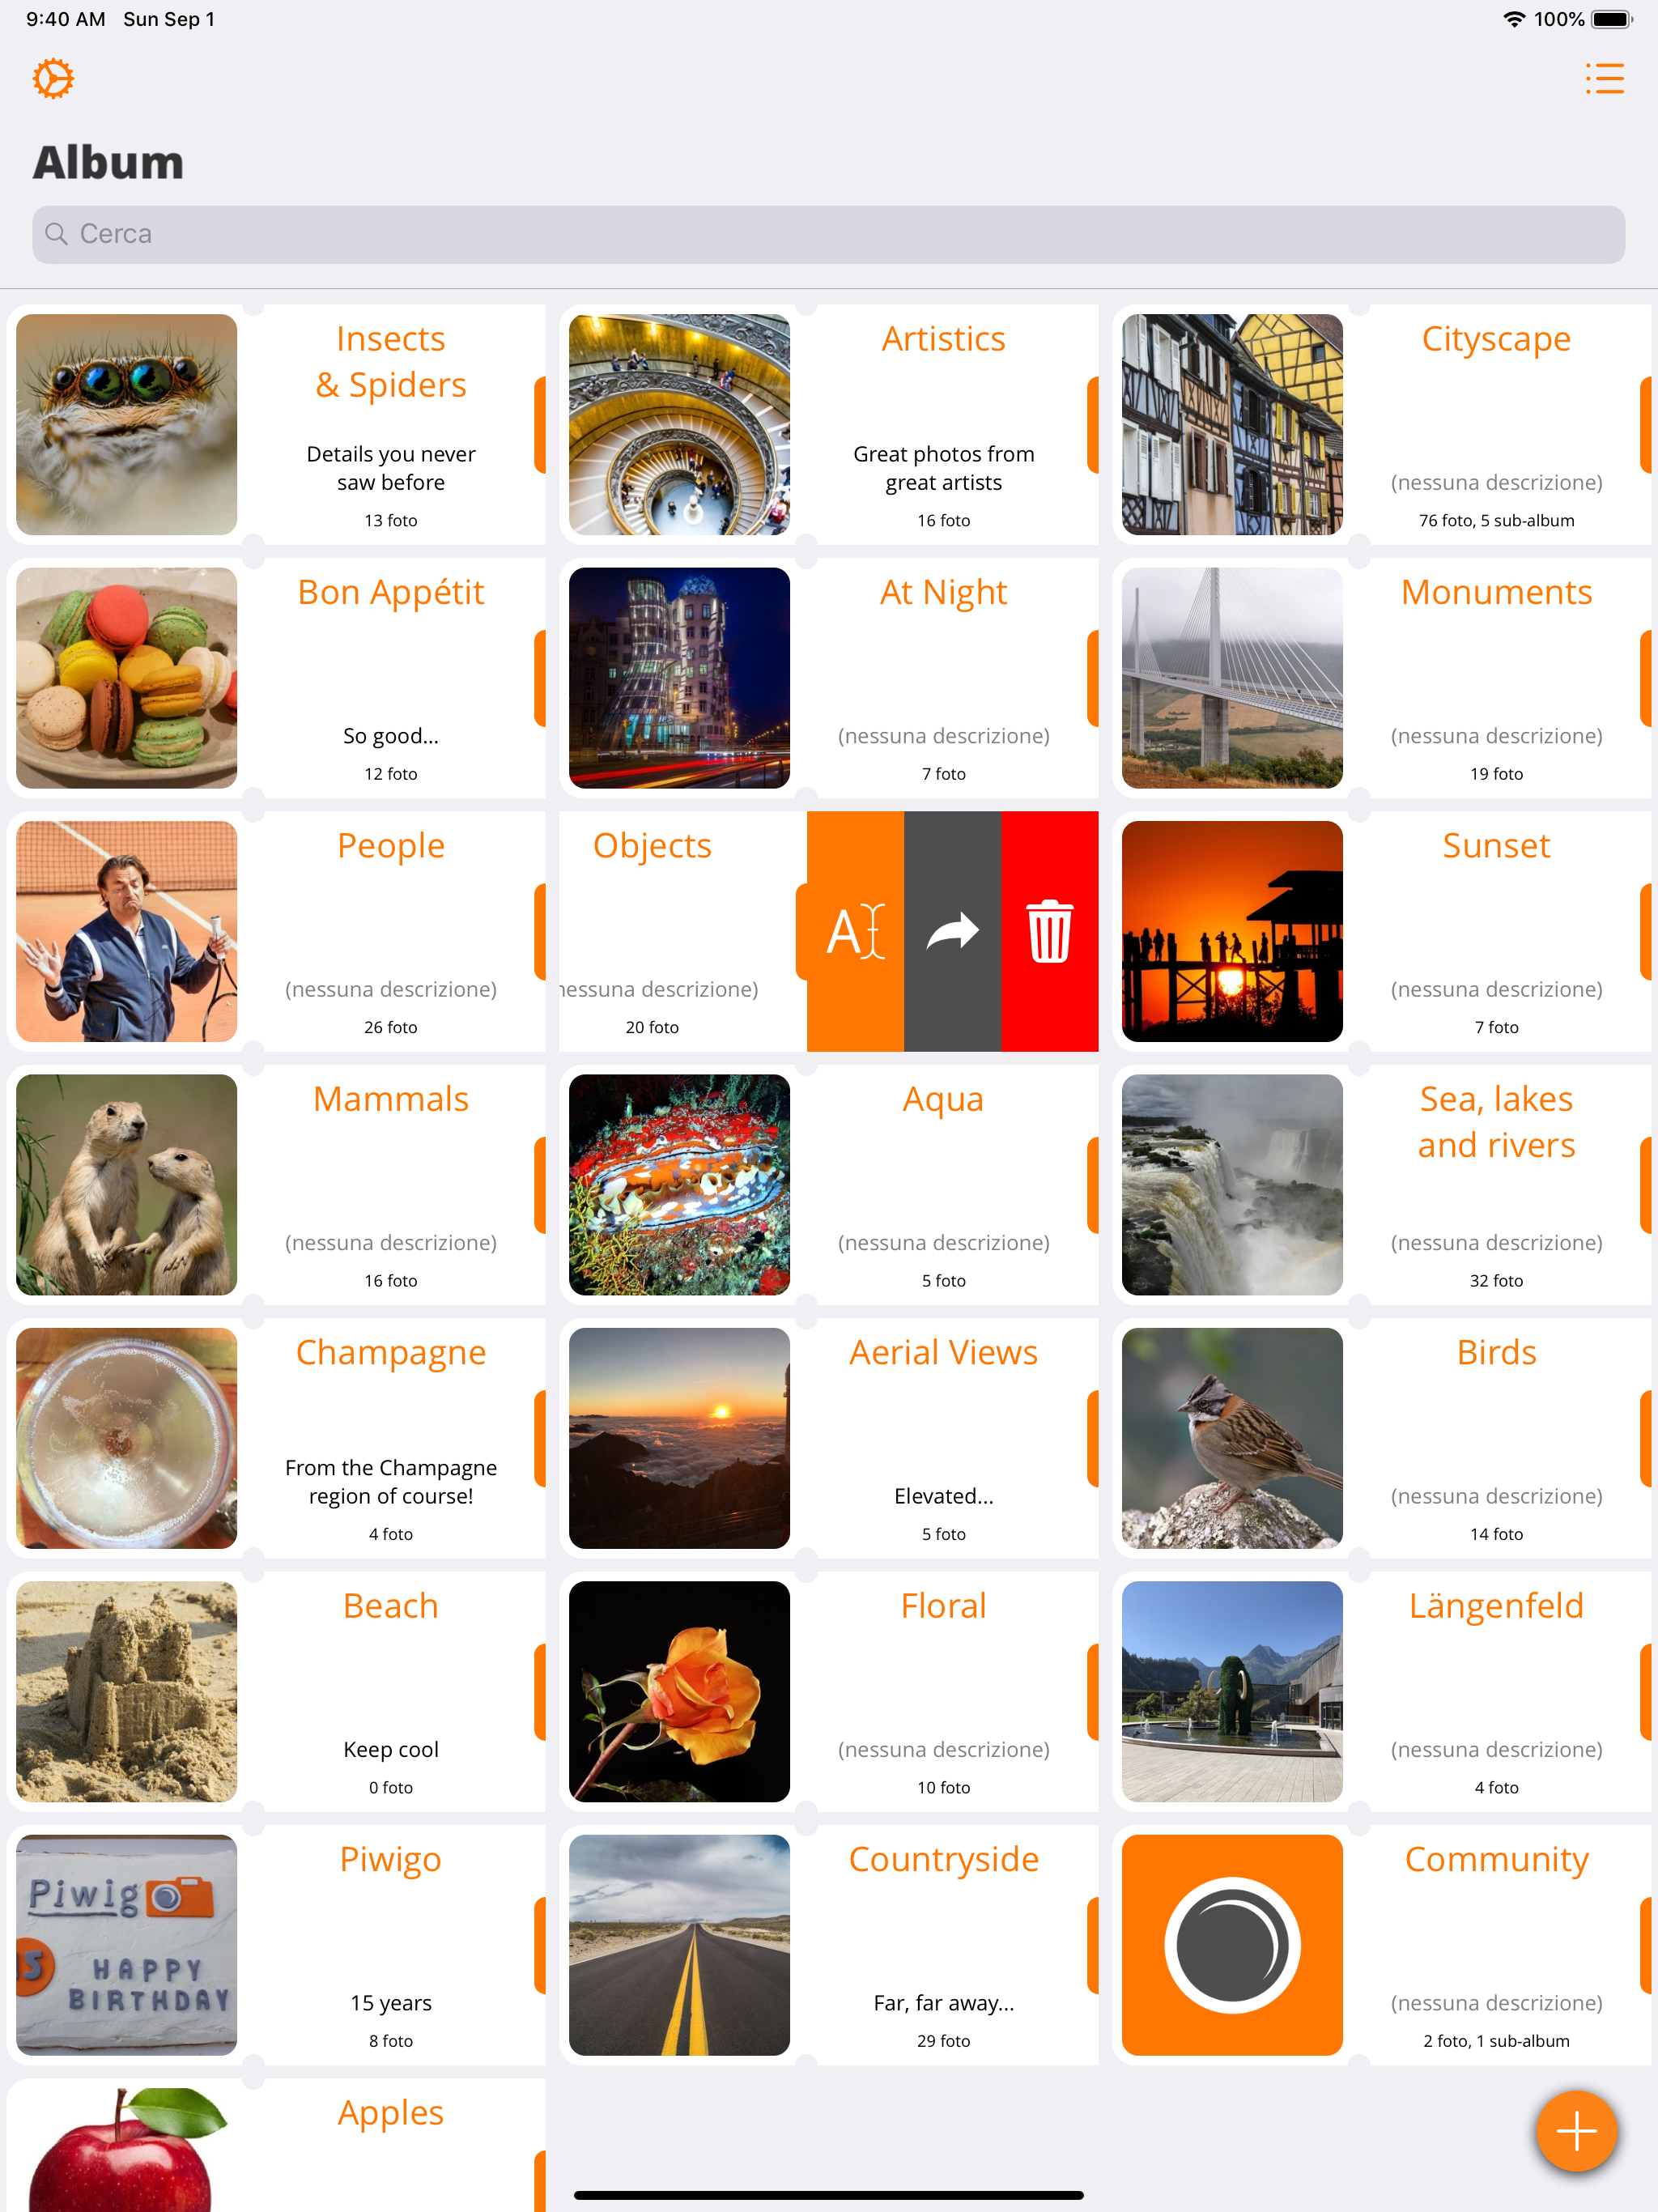 9:40 AM Sun Sep 1
100%
Album
Cerca
Insects
& Spiders
Details you never
saw before
13 foto
Artistics
Great photos from
great artists
16 foto
Cityscape
(nessuna descrizione)
76 foto, 5 sub-album
Bon Appétit
So good...
12 foto
At Night
(nessuna descrizione)
7 foto
Monuments
(nessuna descrizione)
19 foto
People
(nessuna descrizione)
26 foto
Objects
nessuna descrizione)
20 foto
A
Sunset
(nessuna descrizione)
7 foto
Mammals
(nessuna descrizione)
16 foto
Aqua
(nessuna descrizione)
5 foto
Sea, lakes
and rivers
(nessuna descrizione)
32 foto
Champagne
From the Champagne
region of course!
4 foto
Aerial Views
Elevated...
5 foto
Birds
(nessuna descrizione)
14 foto
Beach
Keep cool
0 foto
Floral
(nessuna descrizione)
10 foto
Längenfeld
(nessuna descrizione)
4 foto
Piwig
15
HAPPY
BIRTHDAY
Piwigo
15 years
8 foto
Countryside
Far, far away...
29 foto
Community
(nessuna descrizione)
2 foto, 1 sub-album
Apples